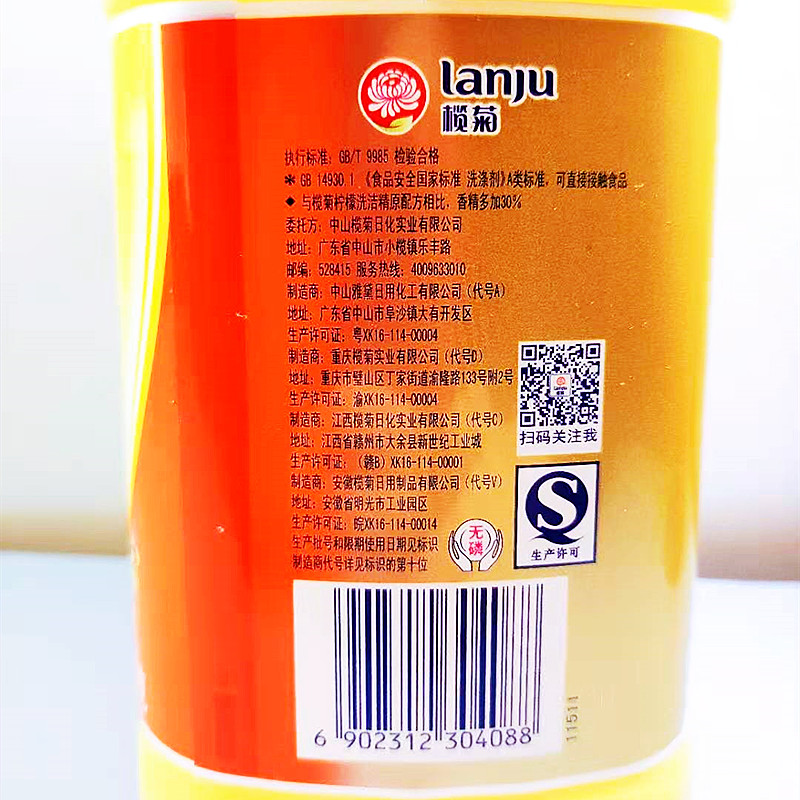 lanju
榄菊
执行标准：GB/T 9985 检验合格
* GB 14930.1《食品安全国家标准 洗涤剂》A类标准，可直接接触食品
◆ 与榄菊柠檬洗洁精原配方相比，香精多加30%
委托方：中山榄菊日化实业有限公司
地址：广东省中山市小榄镇乐丰路
邮编：528415 服务热线：4009633010
制造商：中山雅黛日用化工有限公司（代号A）
地址：广东省中山市阜沙镇大有开发区
生产许可证：粤XK16-114-00004
制造商：重庆榄菊实业有限公司（代号D）
地址：重庆市璧山区丁家街道渝隆路133号附2号
生产许可证：渝XK16-114-00004
制造商：江西榄菊日化实业有限公司（代号C）
地址：江西省赣州市大余县新世纪工业城
生产许可证：（赣B）XK16-114-00001
制造商：安徽榄菊日用制品有限公司（代号V）
地址：安徽省明光市工业园区
生产许可证：皖XK16-114-00014
生产批号和限期使用日期见标识
制造商代号详见标识的第十位
无磷
扫码关注我
生产许可
6 902312 304088
11514